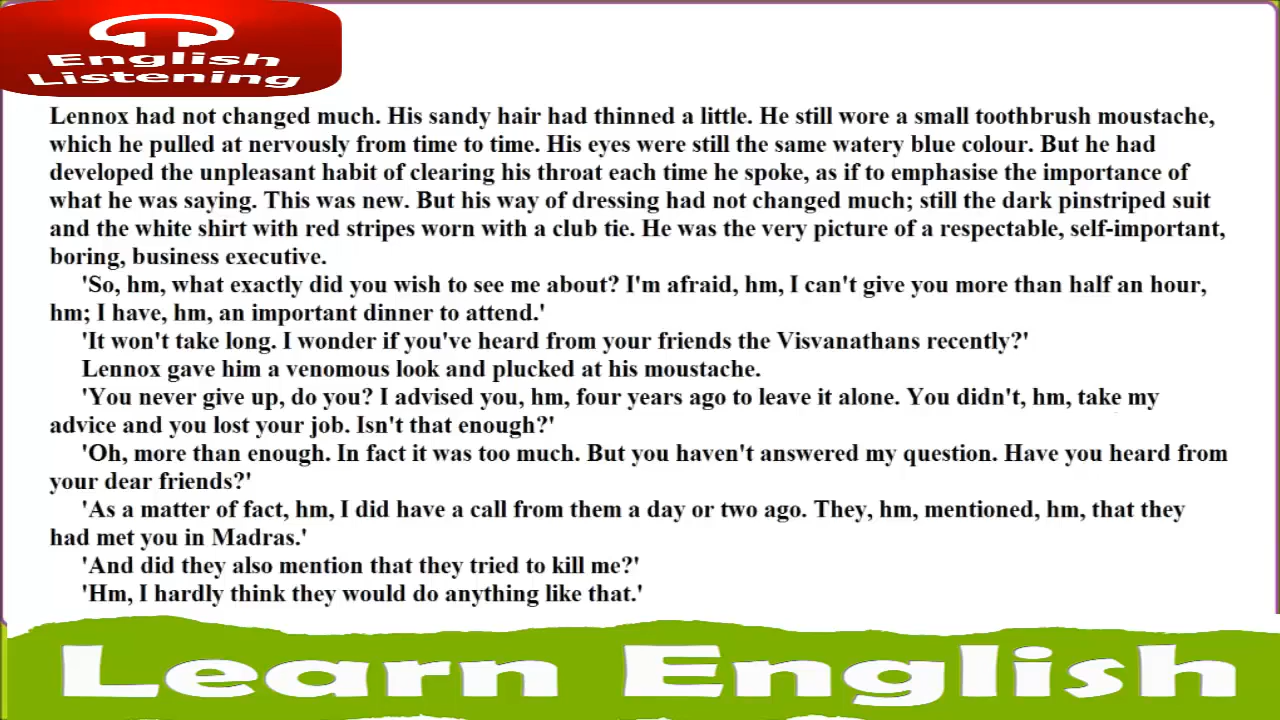 English
Listening
Lennox had not changed much. His sandy hair had thinned a little. He still wore a small toothbrush moustache,
which he pulled at nervously from time to time. His eyes were still the same watery blue colour. But he had
developed the unpleasant habit of clearing his throat each time he spoke, as if to emphasise the importance of
what he was saying. This was new. But his way of dressing had not changed much; still the dark pinstriped suit
and the white shirt with red stripes worn with a club tie. He was the very picture of a respectable, self-important,
boring, business executive.
'So, hm, what exactly did you wish to see me about? I'm afraid, hm, I can't give you more than half an hour,
hm; I have, hm, an important dinner to attend.'
'It won't take long. I wonder if you've heard from your friends the Visvanathans recently?'
Lennox gave him a venomous look and plucked at his moustache.
'You never give up, do you? I advised you, hm, four years ago to leave it alone. You didn't, hm, take my
advice and you lost your job. Isn't that enough?'
'Oh, more than enough. In fact it was too much. But you haven't answered my question. Have you heard from
your dear friends?'
'As a matter of fact, hm, I did have a call from them a day or two ago. They, hm, mentioned, hm, that they
had met you in Madras.'
'And did they also mention that they tried to kill me?'
'Hm, I hardly think they would do anything like that.'
Learn English